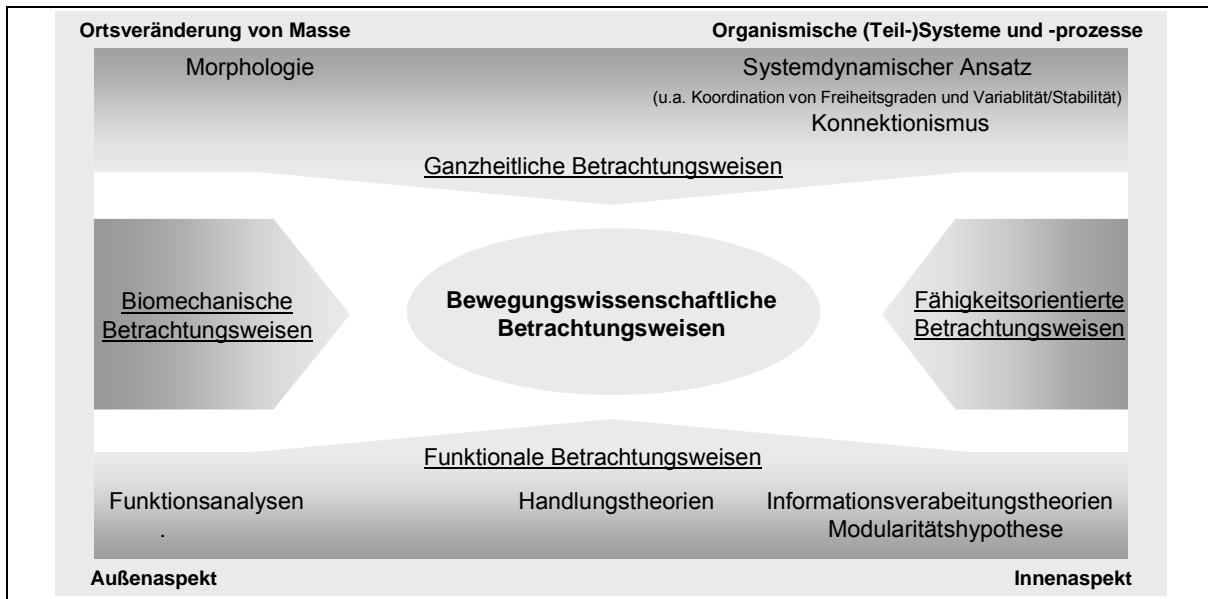 Ortsveränderung von Masse
Organismische (Teil-)Systeme und -prozesse
Morphologie
Systemdynamischer Ansatz
(u.a. Koordination von Freiheitsgraden und Variablität/Stabilität)
Konnektionismus
Ganzheitliche Betrachtungsweisen
Biomechanische
Betrachtungsweisen
Bewegungswissenschaftliche
Betrachtungsweisen
Fähigkeitsorientierte
Betrachtungsweisen
Funktionale Betrachtungsweisen
Funktionsanalysen
.
Handlungstheorien
Informationsverabeitungstheorien
Modularitätshypothese
Außenaspekt
Innenaspekt